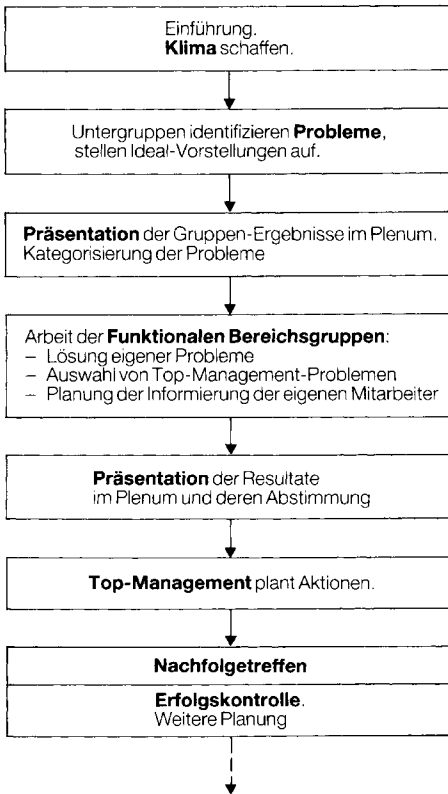 Einführung.
Klima schaffen.
Untergruppen identifizieren Probleme,
stellen Ideal-Vorstellungen auf.
Präsentation der Gruppen-Ergebnisse im Plenum.
Kategorisierung der Probleme
Arbeit der Funktionalen Bereichsgruppen:
– Lösung eigener Probleme
– Auswahl von Top-Management-Problemen
– Planung der Informierung der eigenen Mitarbeiter
Präsentation der Resultate
im Plenum und deren Abstimmung
Top-Management plant Aktionen.
Nachfolgetreffen
Erfolgskontrolle.
Weitere Planung